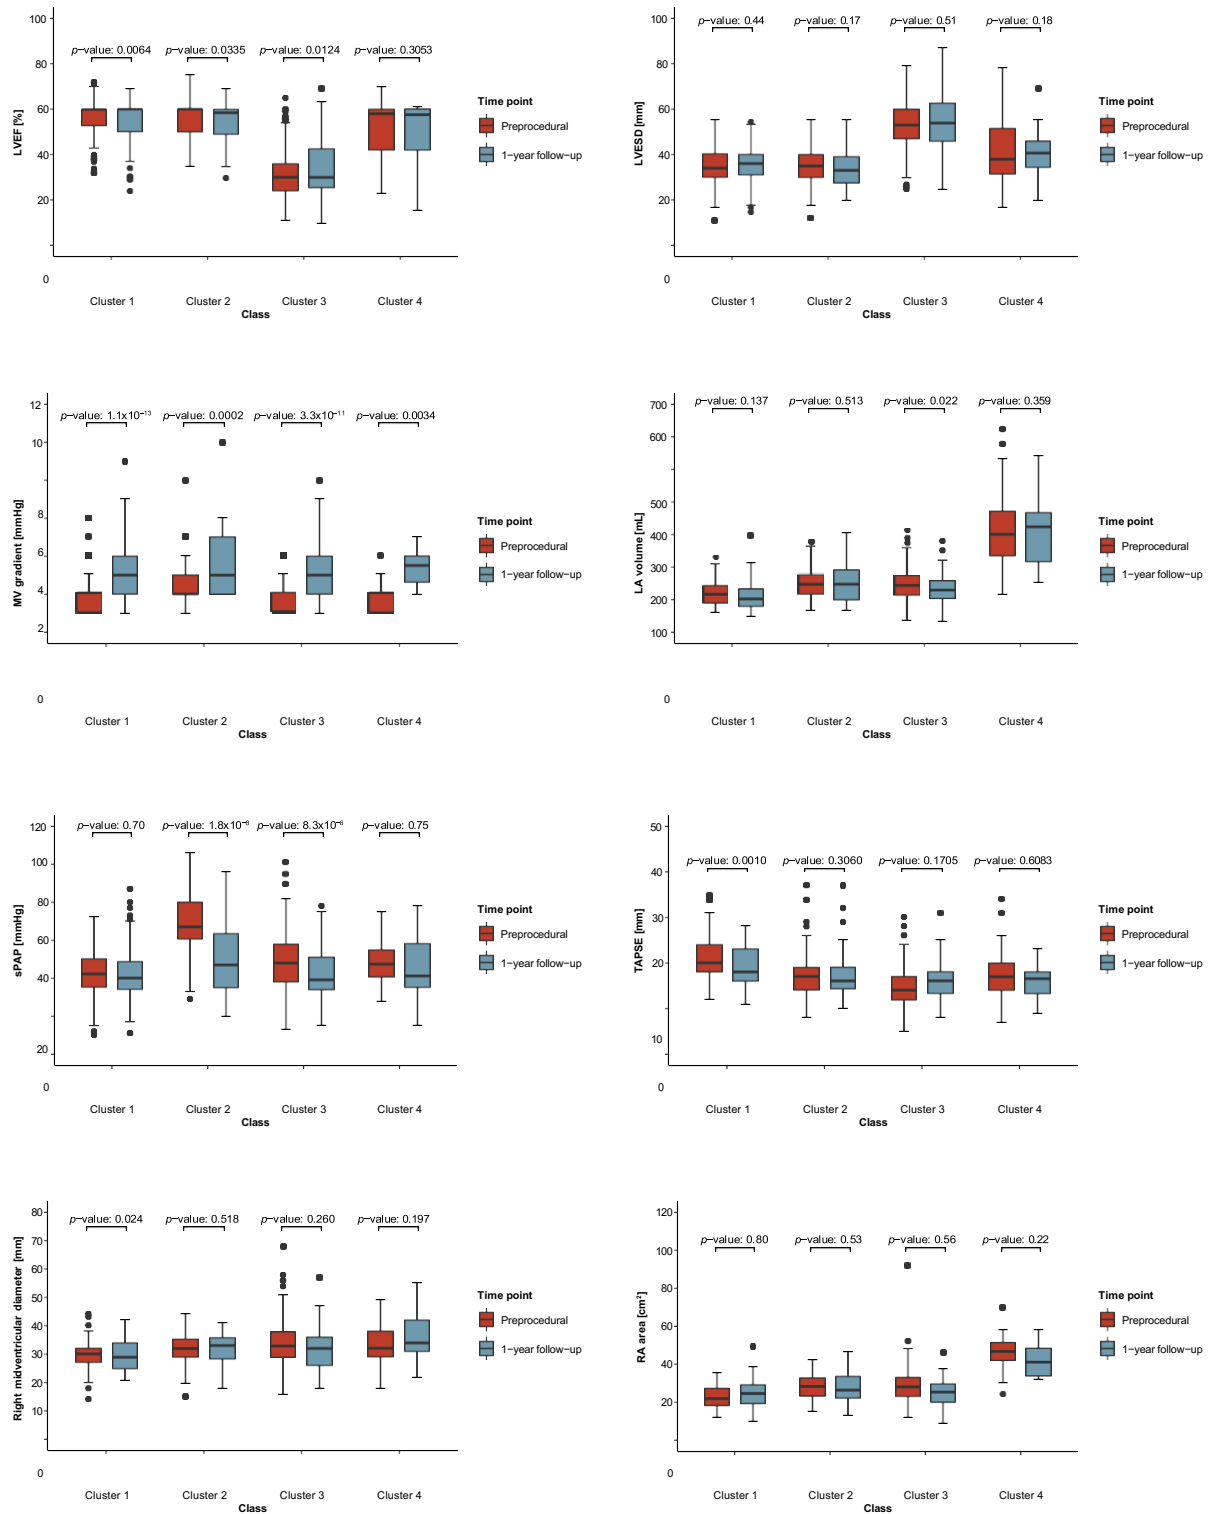 100
80
60
40
20
0
LVEF [%]
p–value: 0.0064
p–value: 0.0335
p–value: 0.0124
p–value: 0.3053
Cluster 1
Cluster 2
Cluster 3
Cluster 4
Class
Time point
Preprocedural
1–year follow–up
100
80
60
40
20
0
LVESD [mm]
p–value: 0.44
p–value: 0.17
p–value: 0.51
p–value: 0.18
Cluster 1
Cluster 2
Cluster 3
Cluster 4
Class
Time point
Preprocedural
1–year follow–up
12
10
8
6
4
2
0
MV gradient [mmHg]
p–value: 1.1x10⁻¹³
p–value: 0.0002
p–value: 3.3x10⁻¹¹
p–value: 0.0034
Cluster 1
Cluster 2
Cluster 3
Cluster 4
Class
Time point
Preprocedural
1–year follow–up
700
600
500
400
300
200
100
0
LA volume [mL]
p–value: 0.137
p–value: 0.513
p–value: 0.022
p–value: 0.359
Cluster 1
Cluster 2
Cluster 3
Cluster 4
Class
Time point
Preprocedural
1–year follow–up
120
100
80
60
40
20
0
sPAP [mmHg]
p–value: 0.70
p–value: 1.8x10
p–value: 8.3x10
p–value: 0.75
Cluster 1
Cluster 2
Cluster 3
Cluster 4
Class
Time point
Preprocedural
1–year follow–up
50
40
30
20
10
0
TAPSE [mm]
p–value: 0.0010
p–value: 0.3060
p–value: 0.1705
p–value: 0.6083
Cluster 1
Cluster 2
Cluster 3
Cluster 4
Class
Time point
Preprocedural
1–year follow–up
80
70
60
50
40
30
20
10
0
Right midventricular diameter [mm]
p–value: 0.024
p–value: 0.518
p–value: 0.260
p–value: 0.197
Cluster 1
Cluster 2
Cluster 3
Cluster 4
Class
Time point
Preprocedural
1–year follow–up
120
100
80
60
40
20
0
RA area [cm²]
p–value: 0.80
p–value: 0.53
p–value: 0.56
p–value: 0.22
Cluster 1
Cluster 2
Cluster 3
Cluster 4
Class
Time point
Preprocedural
1–year follow–up